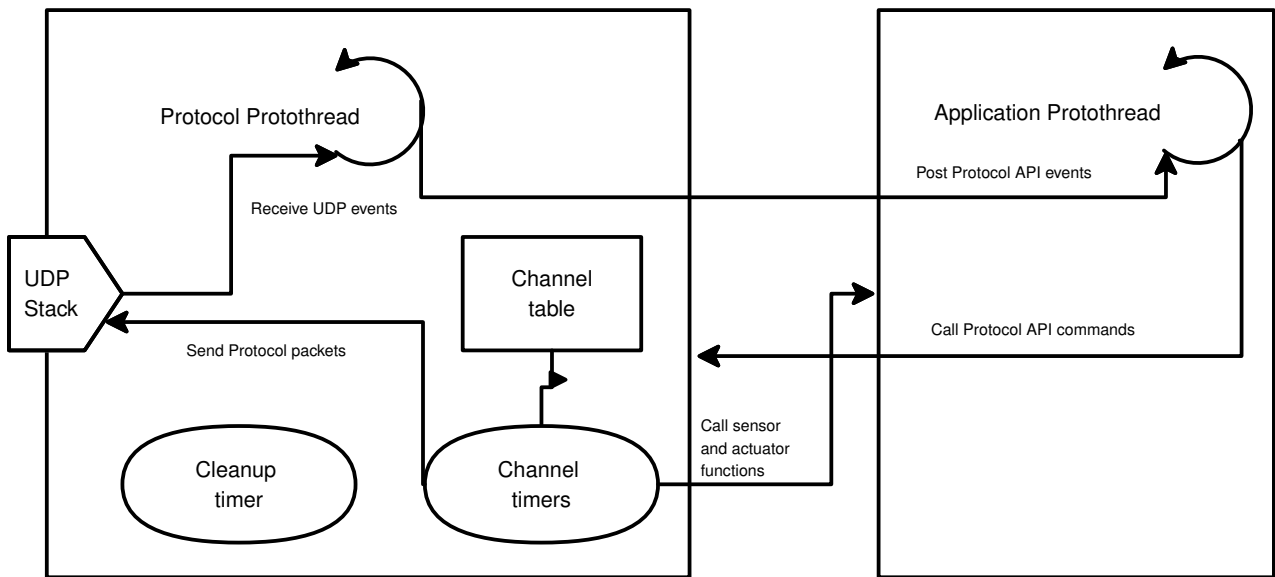 Protocol Protothread
Application Protothread
Post Protocol API events
Receive UDP events
UDP
Stack
Channel
table
Call Protocol API commands
Send Protocol packets
Call sensor
and actuator
functions
Cleanup
timer
Channel
timers